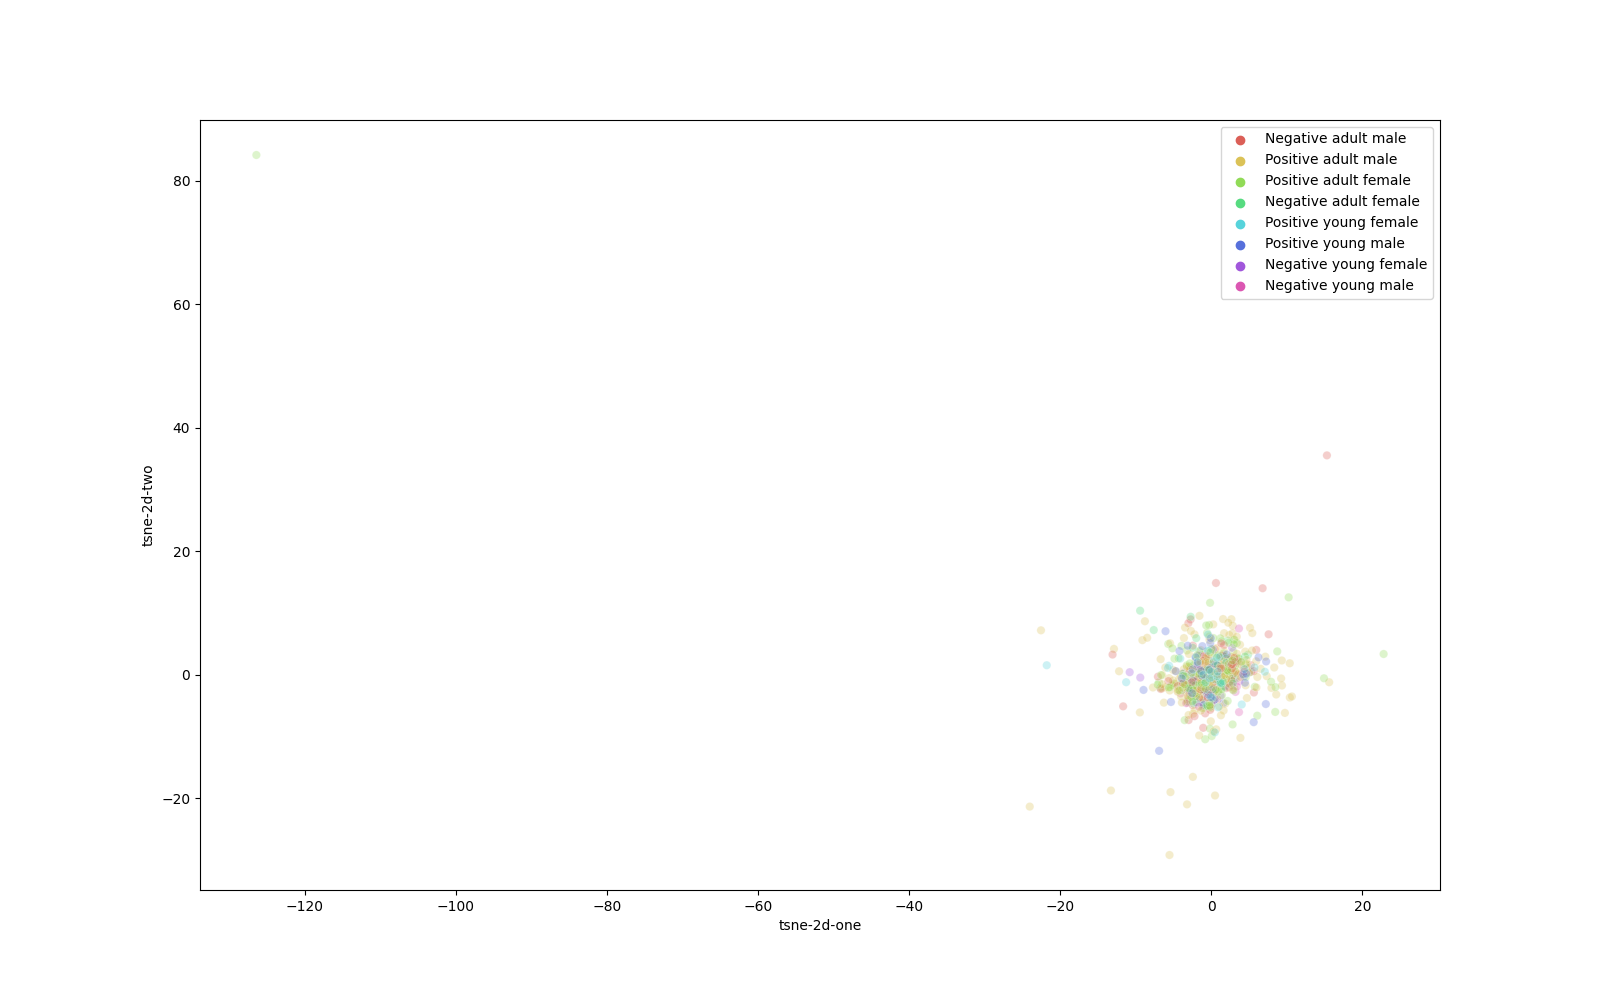 Negative adult male
Positive adult male
Positive adult female
Negative adult female
Positive young female
Positive young male
Negative young female
Negative young male
80
60
40
20
0
−20
tsne-2d-two
−120 −100 −80 −60 −40 −20 0 20
tsne-2d-one